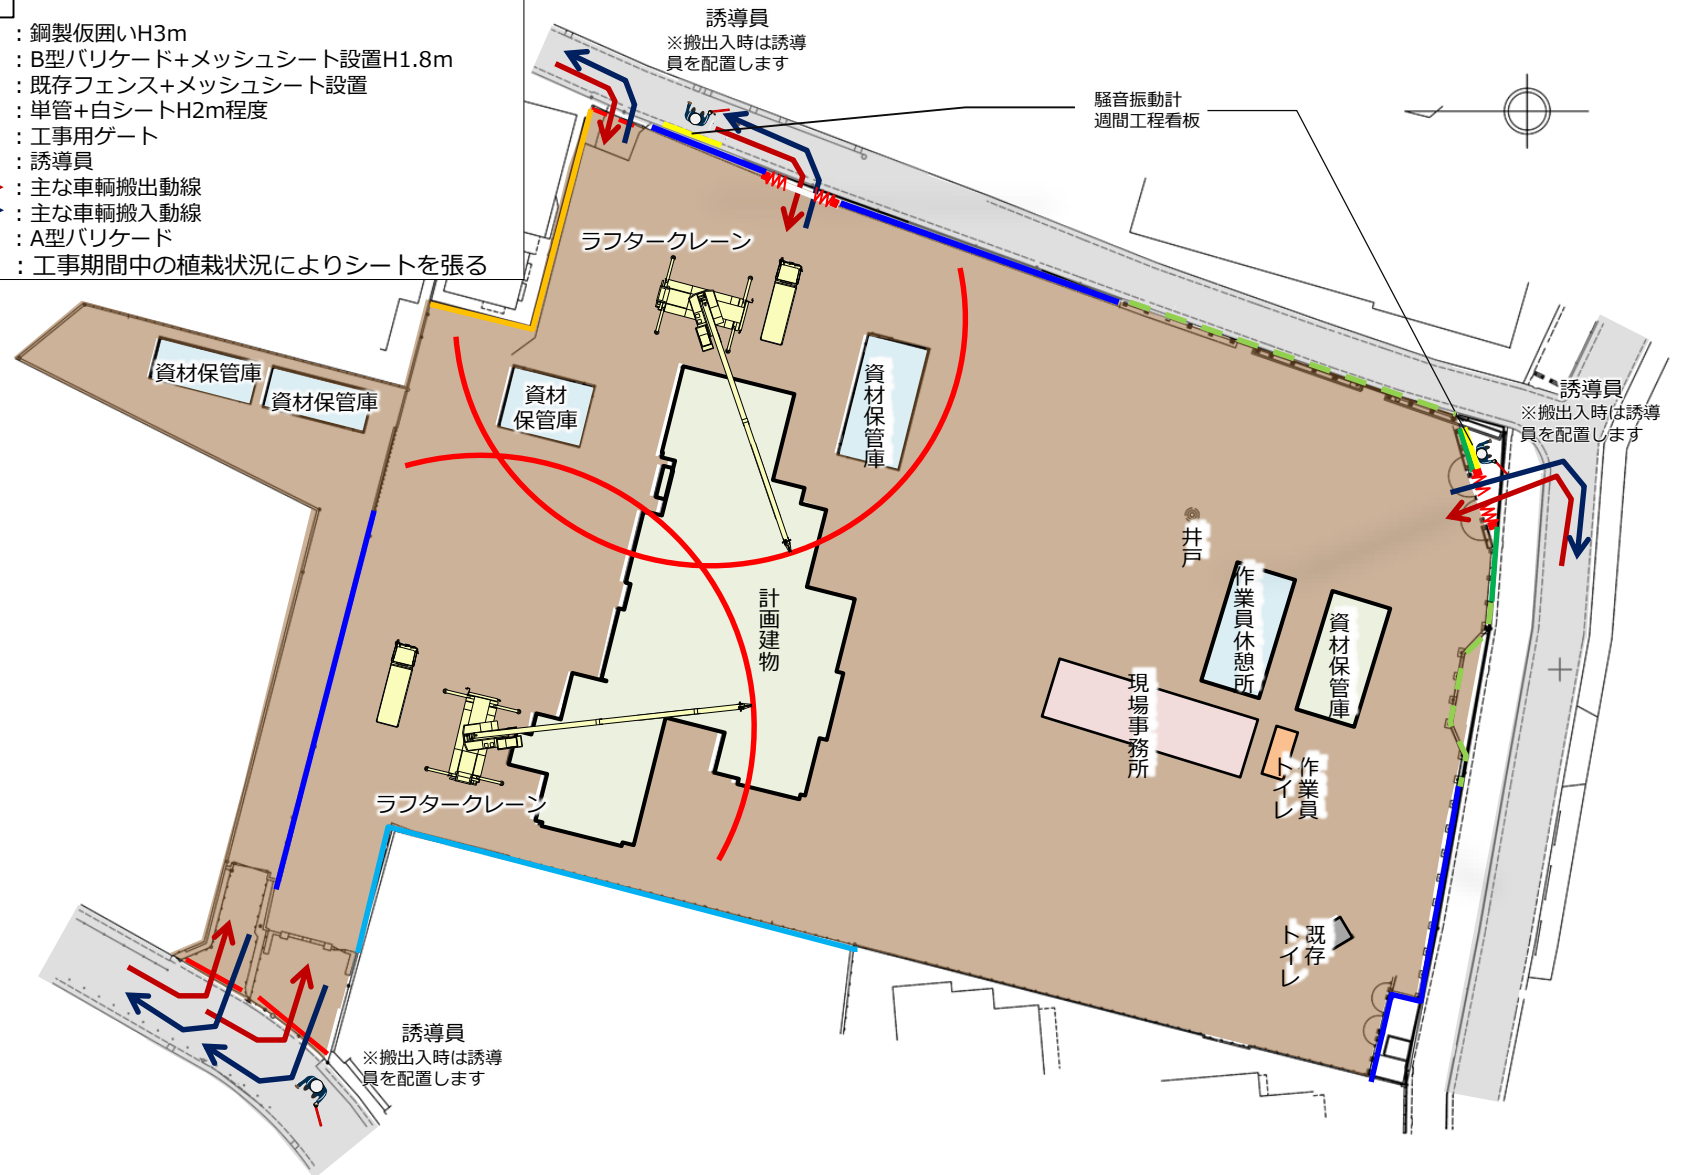 ：鋼製仮囲いH3m
：B型バリケード+メッシュシート設置H1.8m
：既存フェンス+メッシュシート設置
：単管+白シートH2m程度
：工事用ゲート
：誘導員
：主な車輌搬出動線
：主な車輌搬入動線
：A型バリケード
：工事期間中の植栽状況によりシートを張る
誘導員
※搬出入時は誘導
員を配置します
騒音振動計
週間工程看板
ラフタークレーン
資材保管庫
資材保管庫
資材
保管庫
資材保管庫
誘導員
※搬出入時は誘導
員を配置します
井戸
作業員休憩所
資材保管庫
計画建物
現場事務所
作業員
トイレ
ラフタークレーン
既存
トイレ
誘導員
※搬出入時は誘導
員を配置します